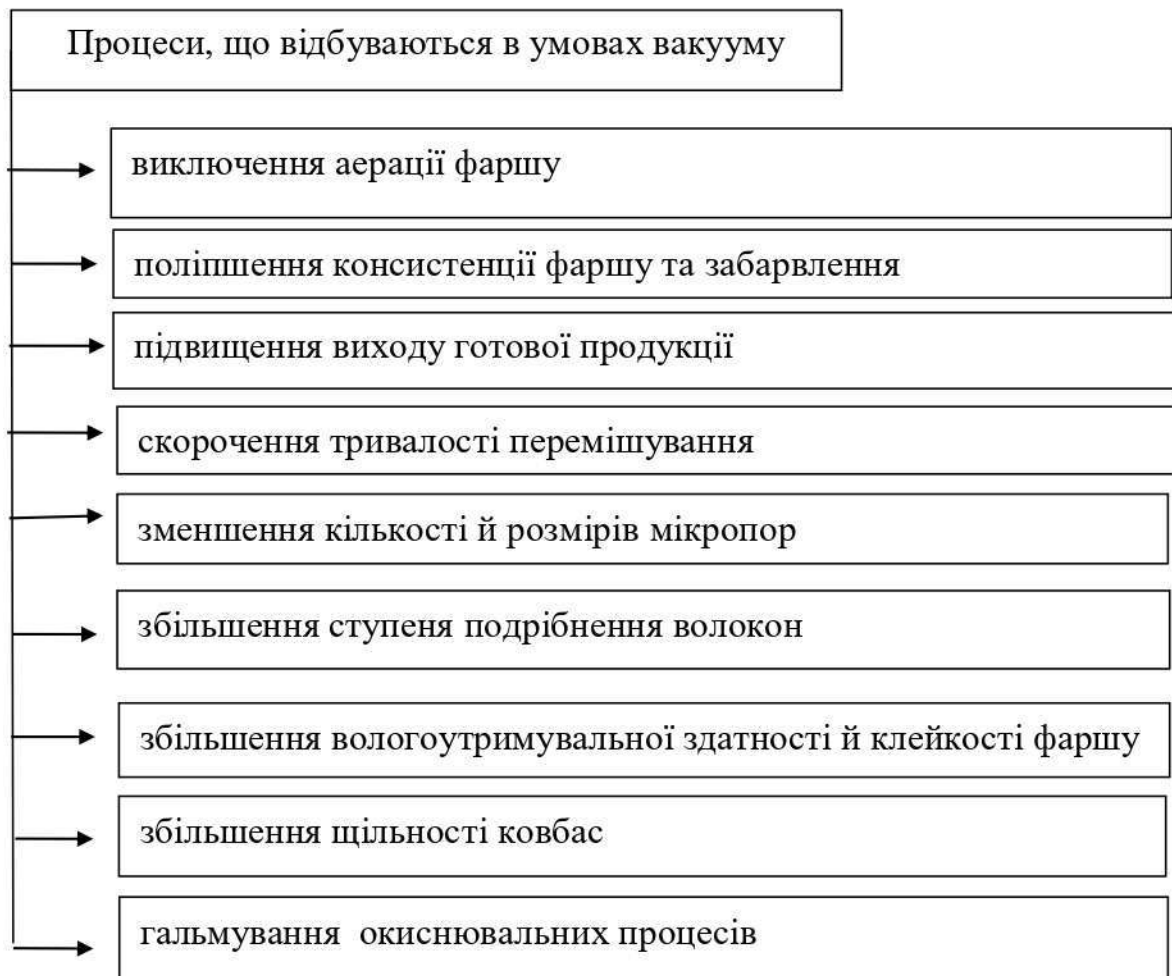 Процеси, що відбуваються в умовах вакууму
виключення аерації фаршу
поліпшення консистенції фаршу та забарвлення
підвищення виходу готової продукції
скорочення тривалості перемішування
зменшення кількості й розмірів мікропор
збільшення ступеня подрібнення волокон
збільшення вологоутримувальної здатності й клейкості фаршу
збільшення щільності ковбас
гальмування окиснювальних процесів